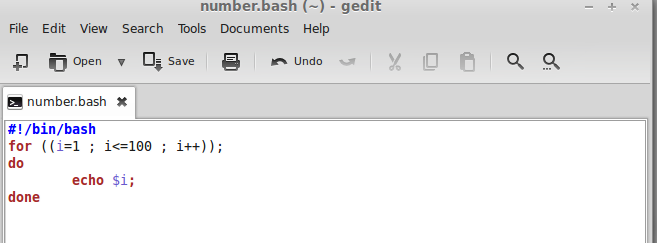 number.bash (~) - gedit
File Edit View Search Tools Documents Help
Open Save Undo
number.bash
#!/bin/bash
for ((i=1 ; i<=100 ; i++));
do
        echo $i;
done